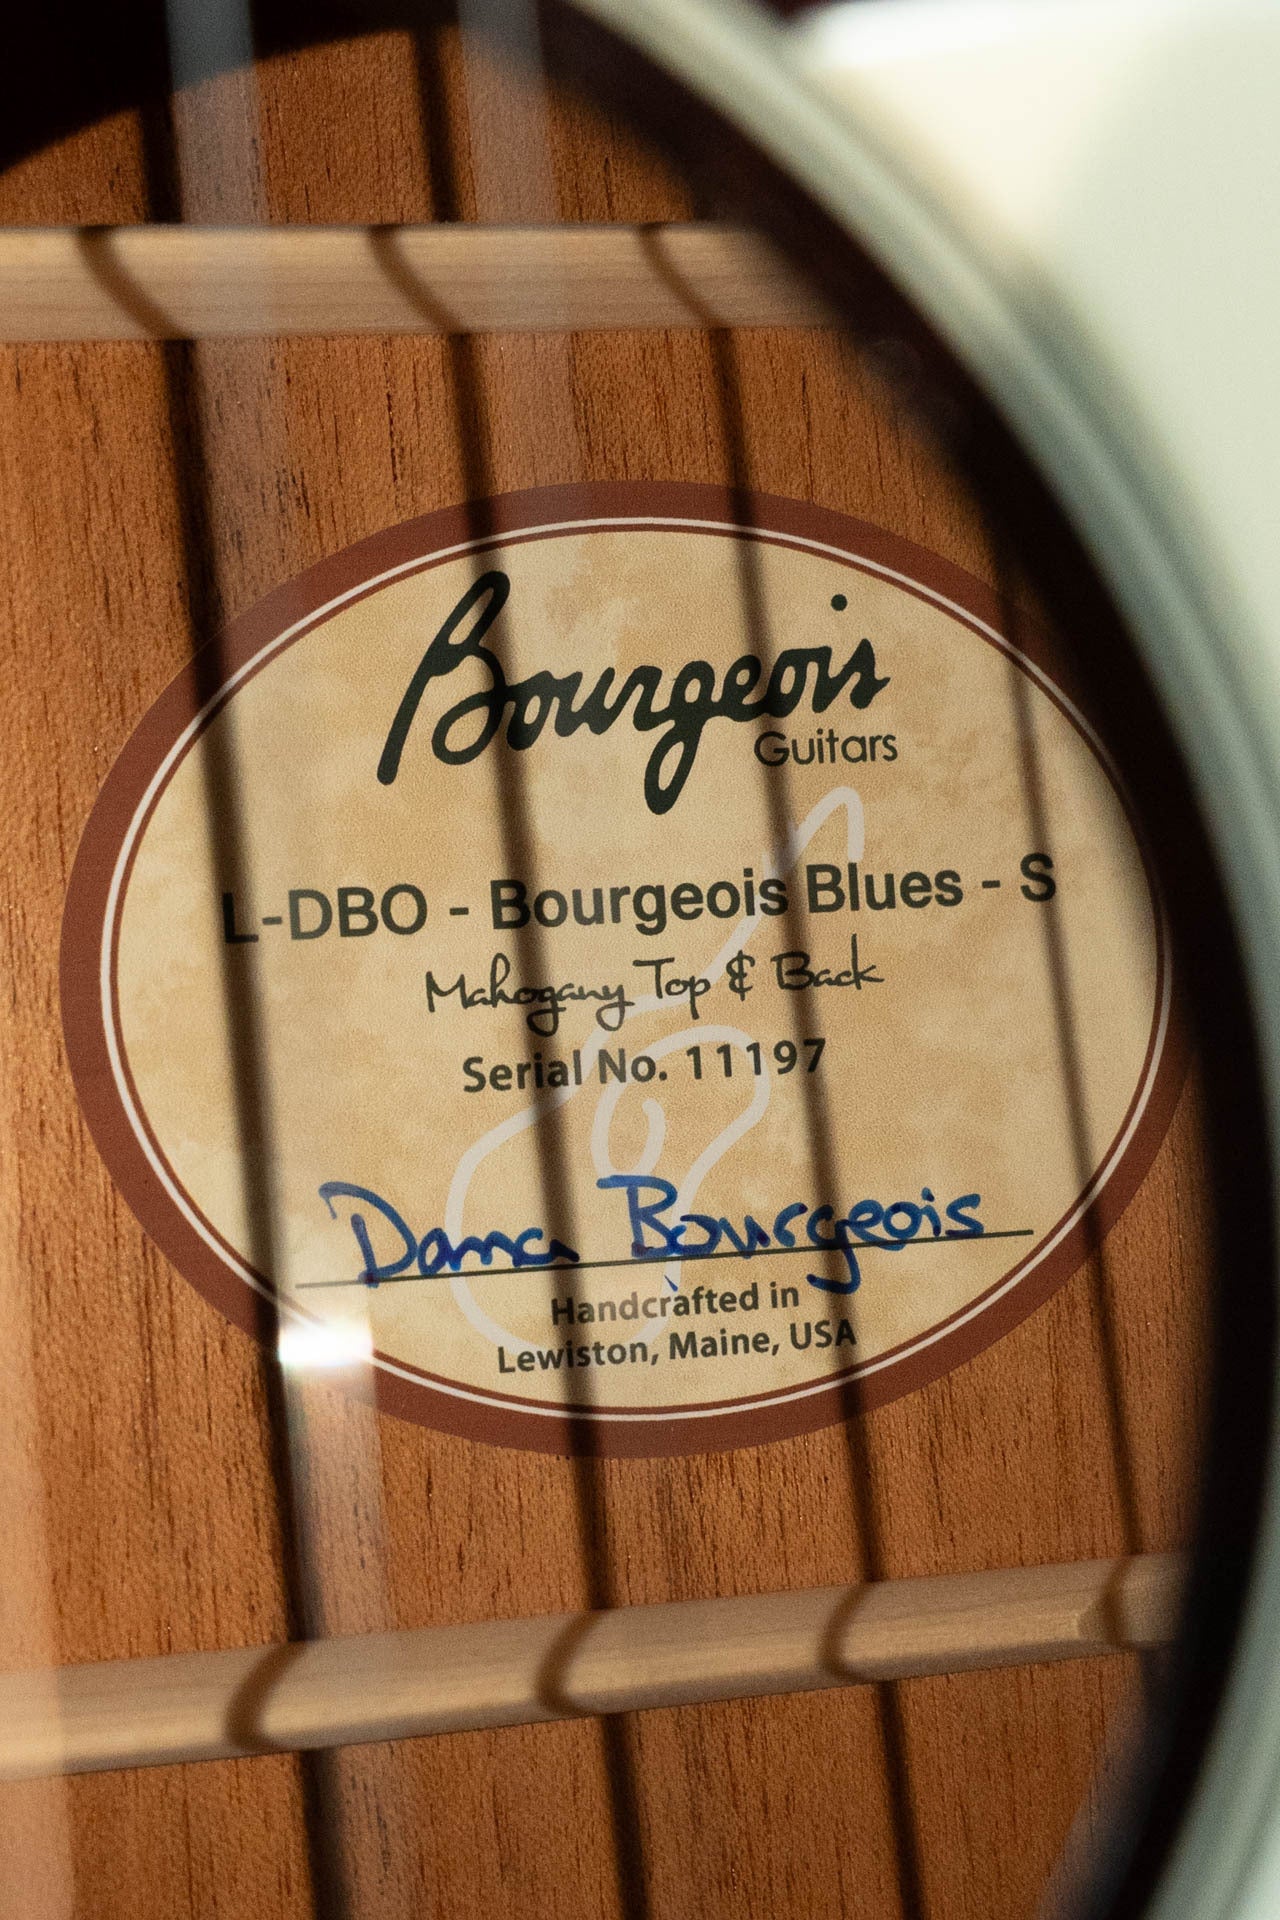 Bourgeois
Guitars
L-DBO - Bourgeois Blues - S
Mahogany Top & Back
Serial No. 11197
Dana Bourgeois
Handcrafted in
Lewiston, Maine, USA